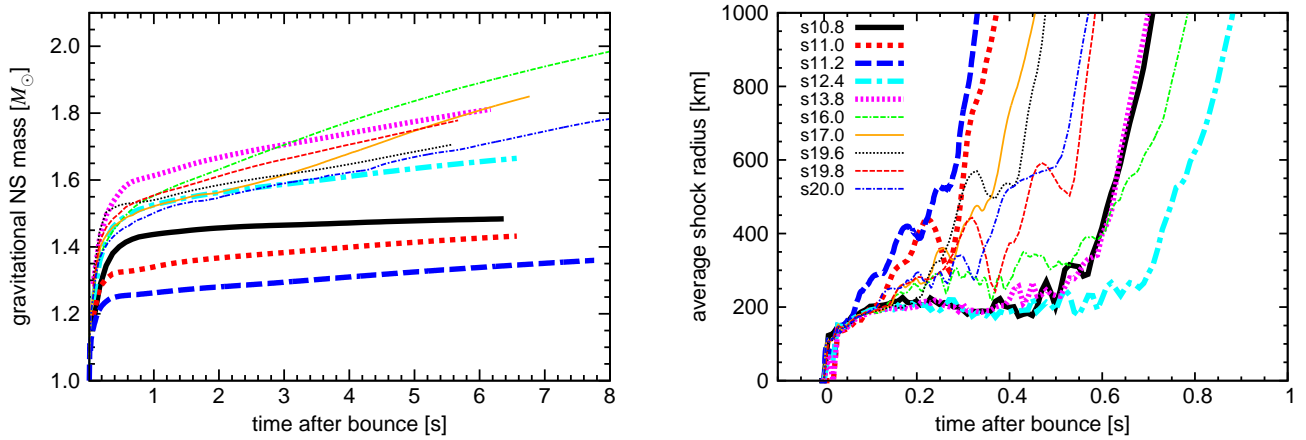 gravitational NS mass [M⊙]
2.0
1.8
1.6
1.4
1.2
1.0
1 2 3 4 5 6 7 8
time after bounce [s]
average shock radius [km]
1000
800
600
400
200
0
0 0.2 0.4 0.6 0.8 1
time after bounce [s]
s10.8
s11.0
s11.2
s12.4
s13.8
s16.0
s17.0
s19.6
s19.8
s20.0